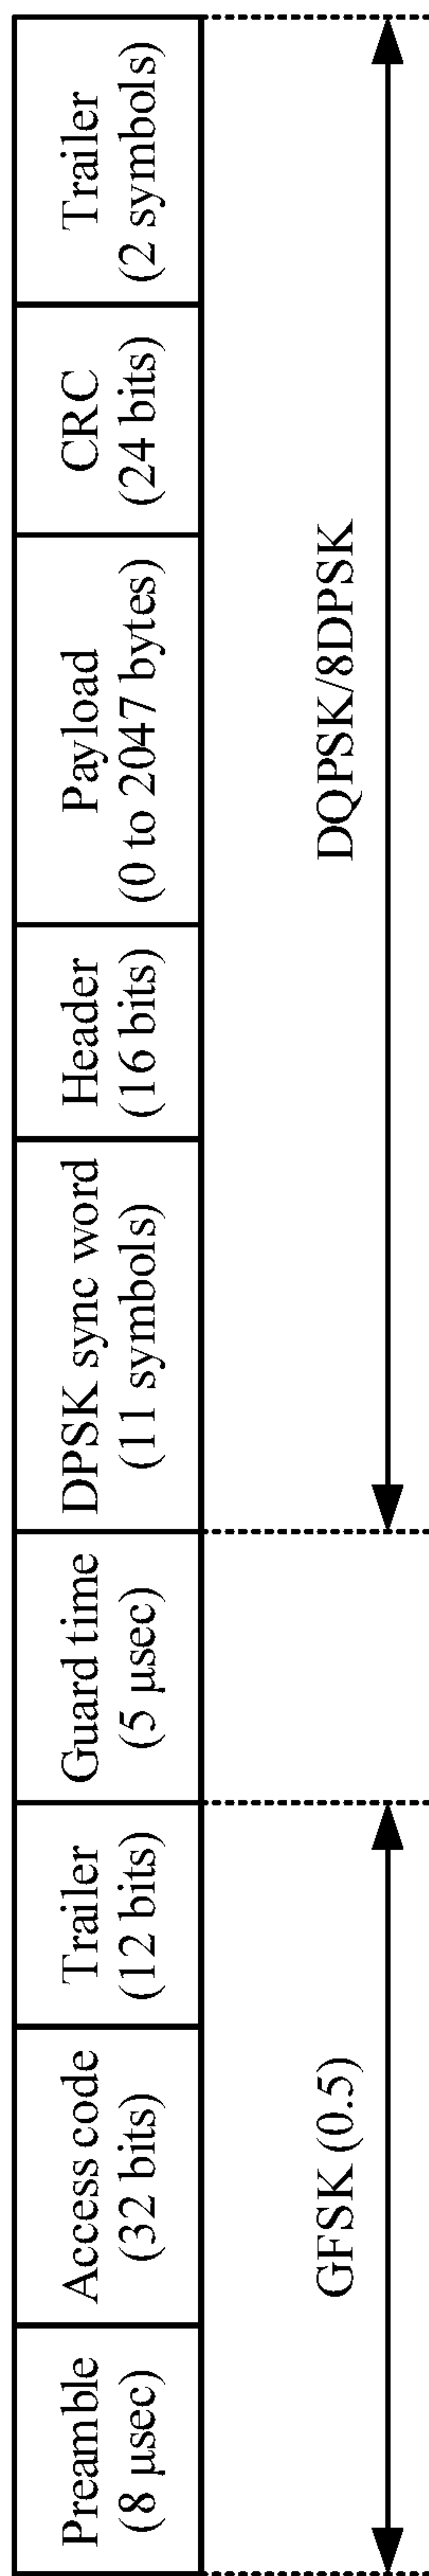 Preamble
(8 μsec)
Access code
(32 bits)
Trailer
(12 bits)
Guard time
(5 μsec)
DPSK sync word
(11 symbols)
Header
(16 bits)
Payload
(0 to 2047 bytes)
CRC
(24 bits)
Trailer
(2 symbols)
GFSK (0.5)
DQPSK/8DPSK